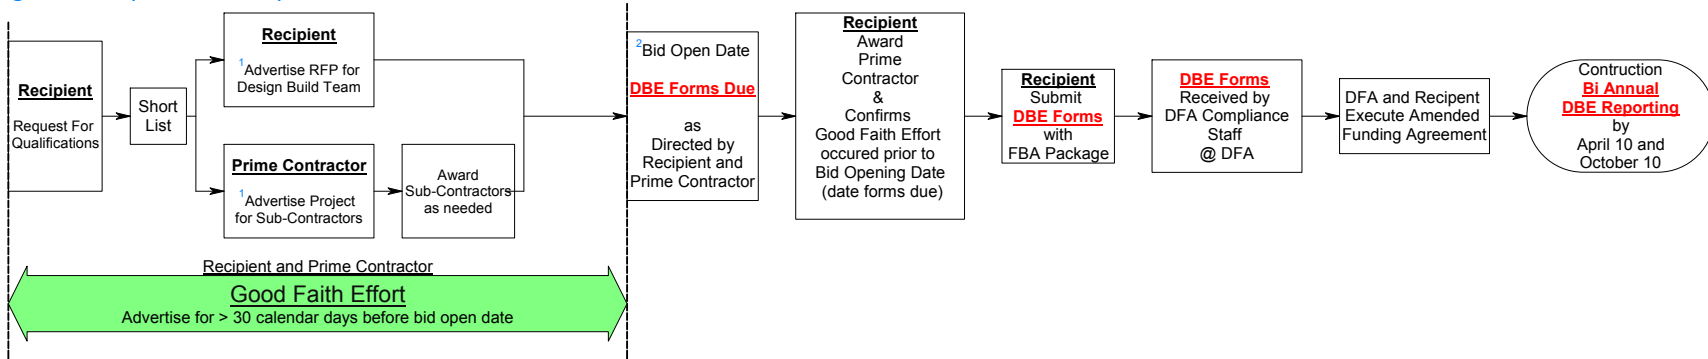 Recipient
Request For
Qualifications
Short
List
Recipient
1Advertise RFP for
Design Build Team
Prime Contractor
1Advertise Project
for Sub-Contractors
Award
Sub-Contractors
as needed
2Bid Open Date
DBE Forms Due
as
Directed by
Recipient and
Prime Contractor
Recipient
Award
Prime
Contractor
&
Confirms
Good Faith Effort
occured prior to
Bid Opening Date
(date forms due)
Recipient
Submit
DBE Forms
with
FBA Package
DBE Forms
Received by
DFA Compliance
Staff
@ DFA
DFA and Recipent
Execute Amended
Funding Agreement
Contruction
Bi Annual
DBE Reporting
by
April 10 and
October 10
Recipient and Prime Contractor
Good Faith Effort
Advertise for > 30 calendar days before bid open date